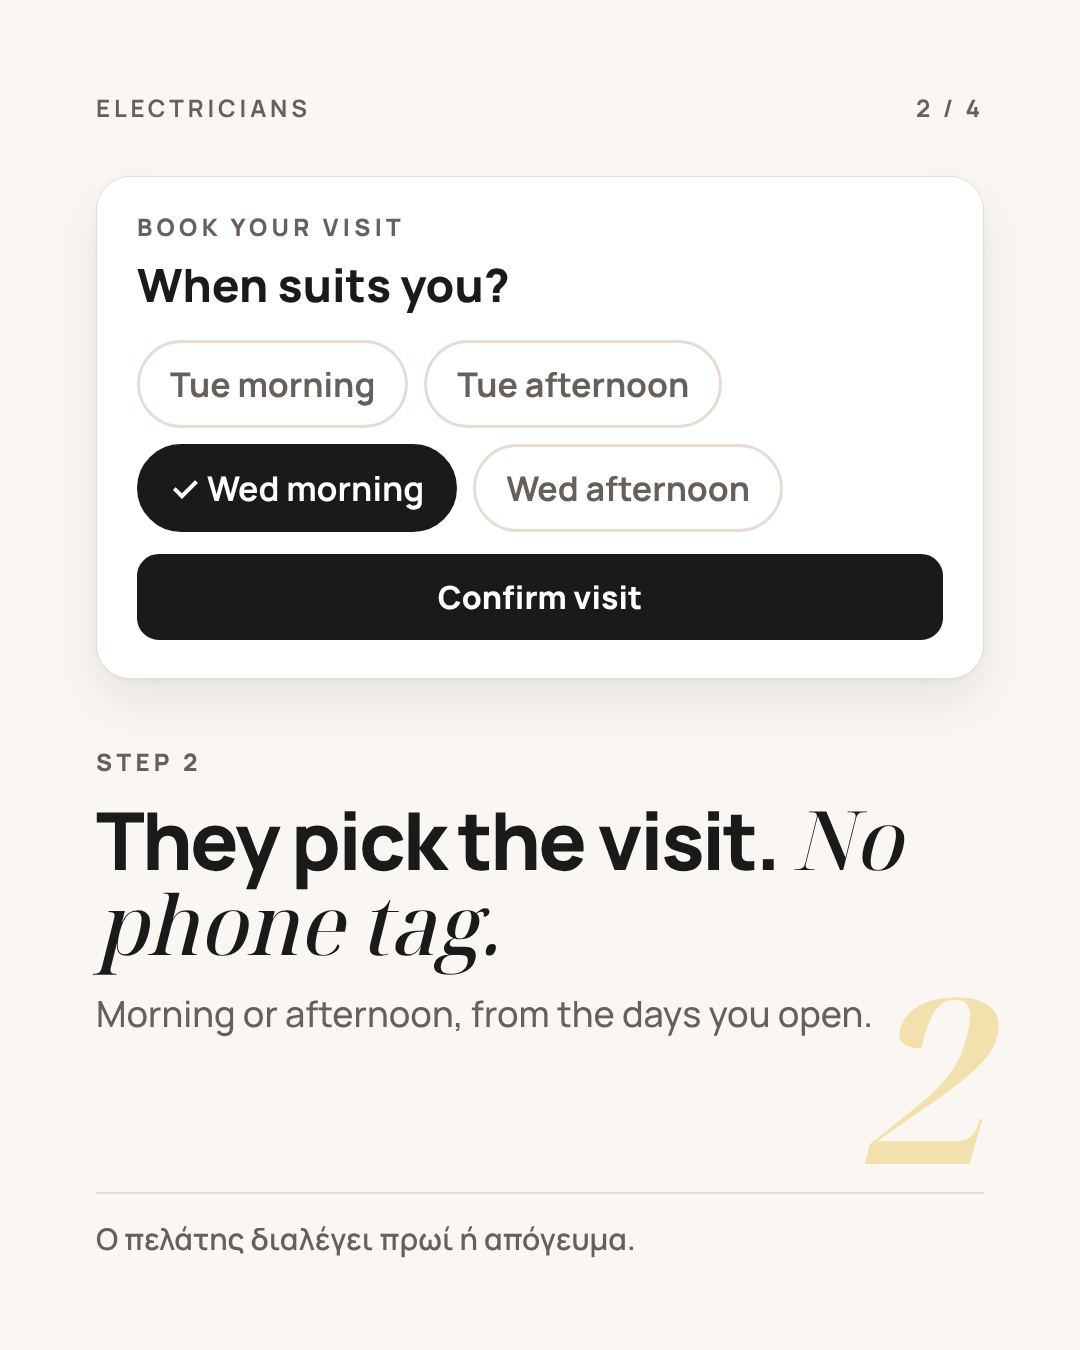 ELECTRICIANS
2 / 4
BOOK YOUR VISIT
When suits you?
Tue morning
Tue afternoon
✓ Wed morning
Wed afternoon
Confirm visit
STEP 2
They pick the visit. No
phone tag.
Morning or afternoon, from the days you open.
2
Ο πελάτης διαλέγει πρωί ή απόγευμα.